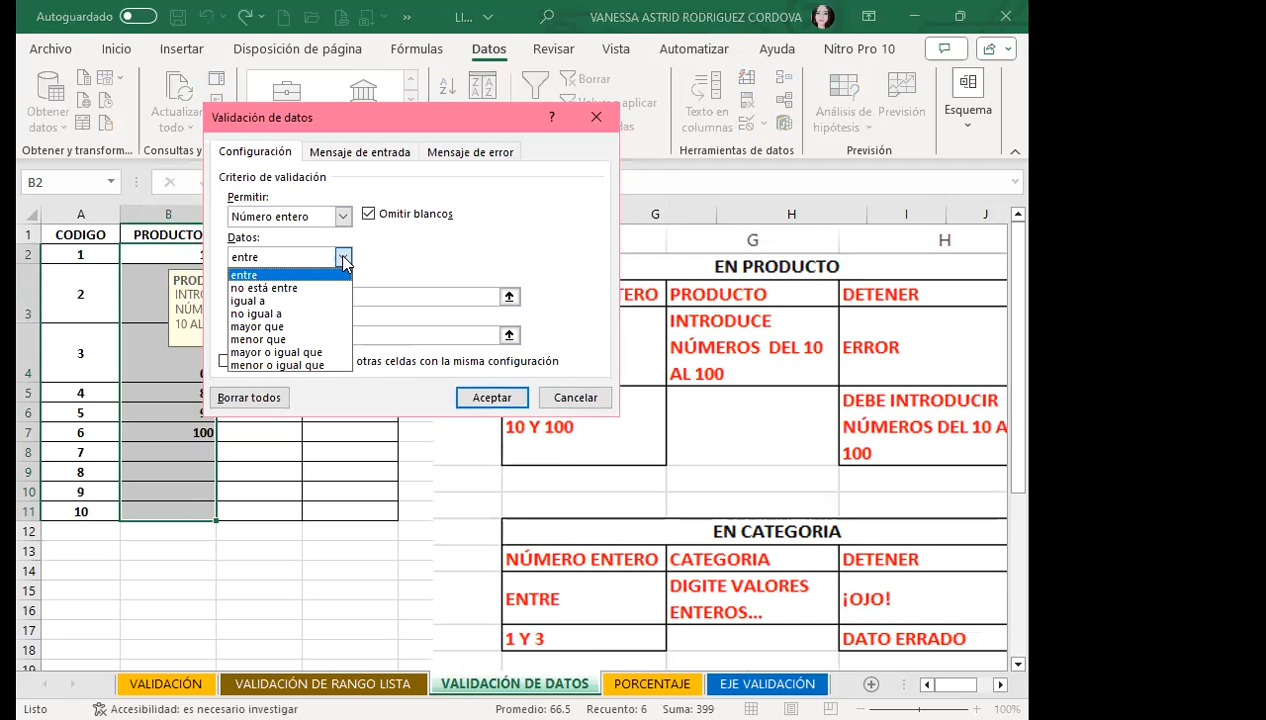 Autoguardado
LI...
VANESSA ASTRID RODRIGUEZ CORDOVA
Archivo
Inicio
Insertar
Disposición de página
Fórmulas
Datos
Revisar
Vista
Automatizar
Ayuda
Nitro Pro 10
Obtener datos
Actualizar todo
Borrar
Volver a aplicar
Texto en columnas
Análisis de hipótesis
Previsión
Esquema
Obtener y transform...
Consultas y
Herramientas de datos
Previsión
B2
Validación de datos
?
Configuración
Mensaje de entrada
Mensaje de error
Criterio de validación
Permitir:
Número entero
Omitir blancos
Datos:
entre
entre
no está entre
igual a
no igual a
mayor que
menor que
mayor o igual que
menor o igual que
otras celdas con la misma configuración
Borrar todos
Aceptar
Cancelar
A B G H I J
1 CODIGO PRODUCTO
2 1
3 2
4 3
5 4
6 5
7 6 100
8 7
9 8
10 9
11 10
12
13
14
15
16
17
18
G H
EN PRODUCTO
PRODUCTO DETENER
INTRODUCE NÚMEROS DEL 10 AL 100
ERROR
10 Y 100
DEBE INTRODUCIR
NÚMEROS DEL 10 A
100
EN CATEGORIA
NÚMERO ENTERO CATEGORIA DETENER
ENTRE
DIGITE VALORES
ENTEROS...
¡OJO!
1 Y 3
DATO ERRADO
VALIDACIÓN
VALIDACIÓN DE RANGO LISTA
VALIDACIÓN DE DATOS
PORCENTAJE
EJE VALIDACIÓN
Listo
Accesibilidad: es necesario investigar
Promedio: 66.5
Recuento: 6
Suma: 399
100%